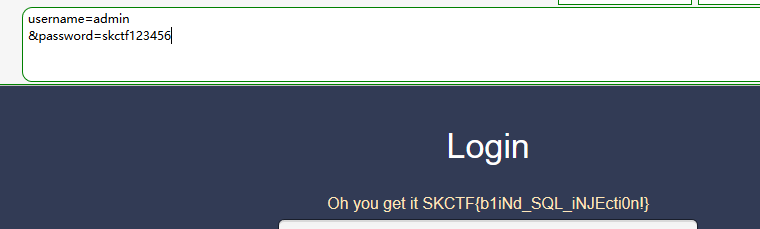 username=admin
&password=skctf123456
Login
Oh you get it SKCTF{b1iNd_SQL_iNJEcti0n!}